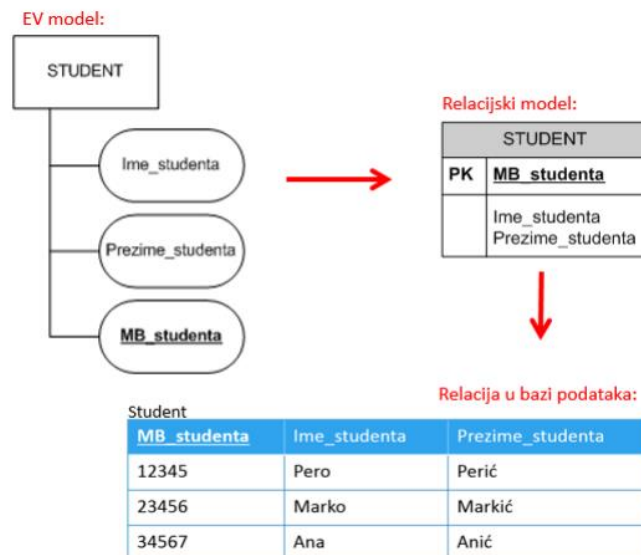 EV model:
STUDENT
Ime_studenta
Prezime_studenta
MB_studenta
Relacijski model:
STUDENT
PK MB_studenta
Ime_studenta
Prezime_studenta
Relacija u bazi podataka:
Student
MB_studenta Ime_studenta Prezime_studenta
12345 Pero Perić
23456 Marko Markić
34567 Ana Anić